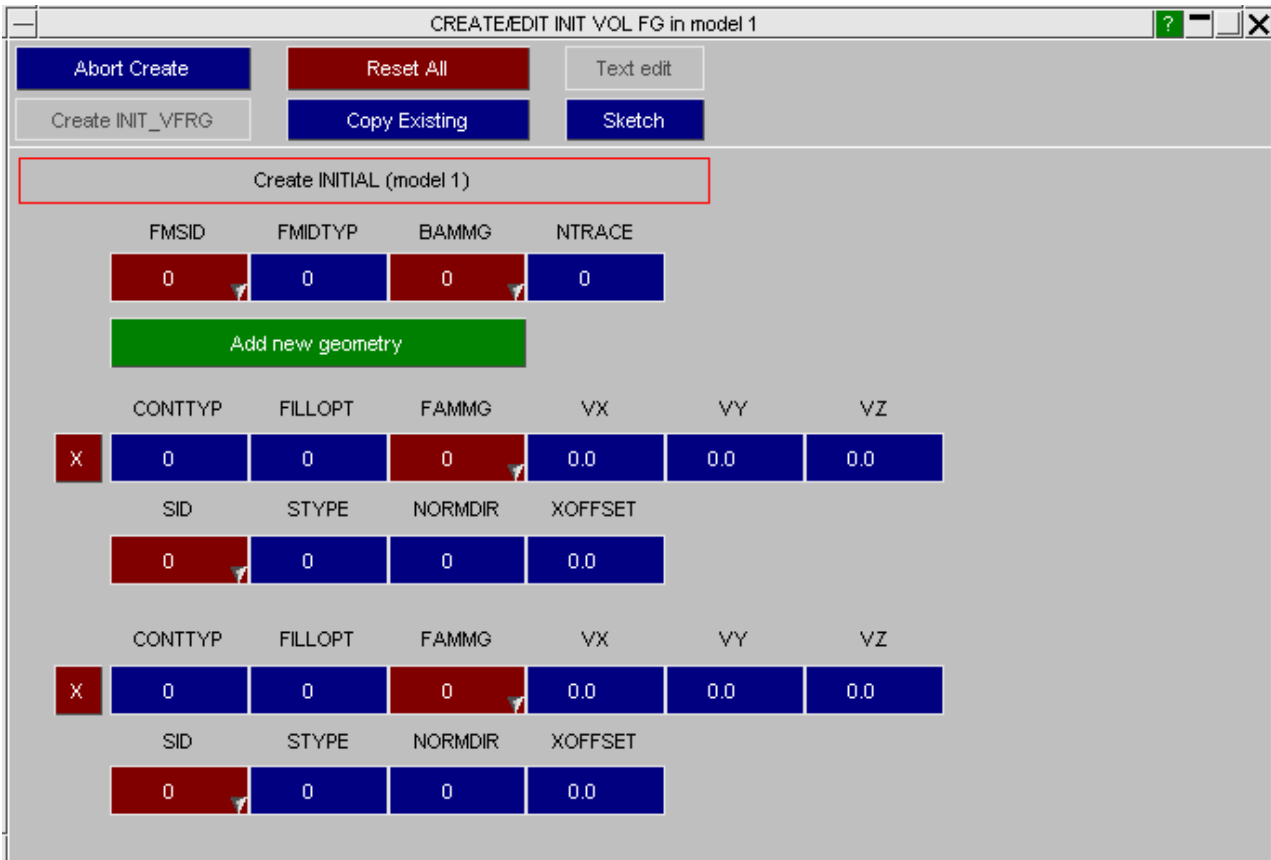 CREATE/EDIT INIT VOL FG in model 1 ?
Abort Create Reset All Text edit
Create INIT_VFRG Copy Existing Sketch
Create INITIAL (model 1)
FMSID FMIDTYP BAMMG NTRACE
0 0 0 0
Add new geometry
CONTTYP FILLOPT FAMMG VX VY VZ
X 0 0 0 0.0 0.0 0.0
SID STYPE NORMDIR XOFFSET
0 0 0 0.0
CONTTYP FILLOPT FAMMG VX VY VZ
X 0 0 0 0.0 0.0 0.0
SID STYPE NORMDIR XOFFSET
0 0 0 0.0